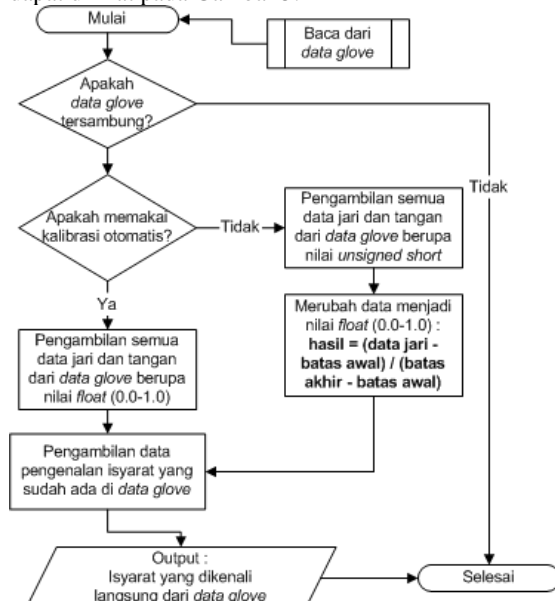 Mulai
Baca dari
data glove
Apakah
data glove
tersambung?
Tidak
Apakah memakai
kalibrasi otomatis?
Tidak
Pengambilan semua
data jari dan tangan
dari data glove berupa
nilai unsigned short
Merubah data menjadi
nilai float (0.0-1.0) :
hasil = (data jari -
batas awal) / (batas
akhir - batas awal)
Ya
Pengambilan semua
data jari dan tangan
dari data glove berupa
nilai float (0.0-1.0)
Pengambilan data
pengenalan isyarat yang
sudah ada di data glove
Output :
Isyarat yang dikenali
langsung dari data glove
Selesai